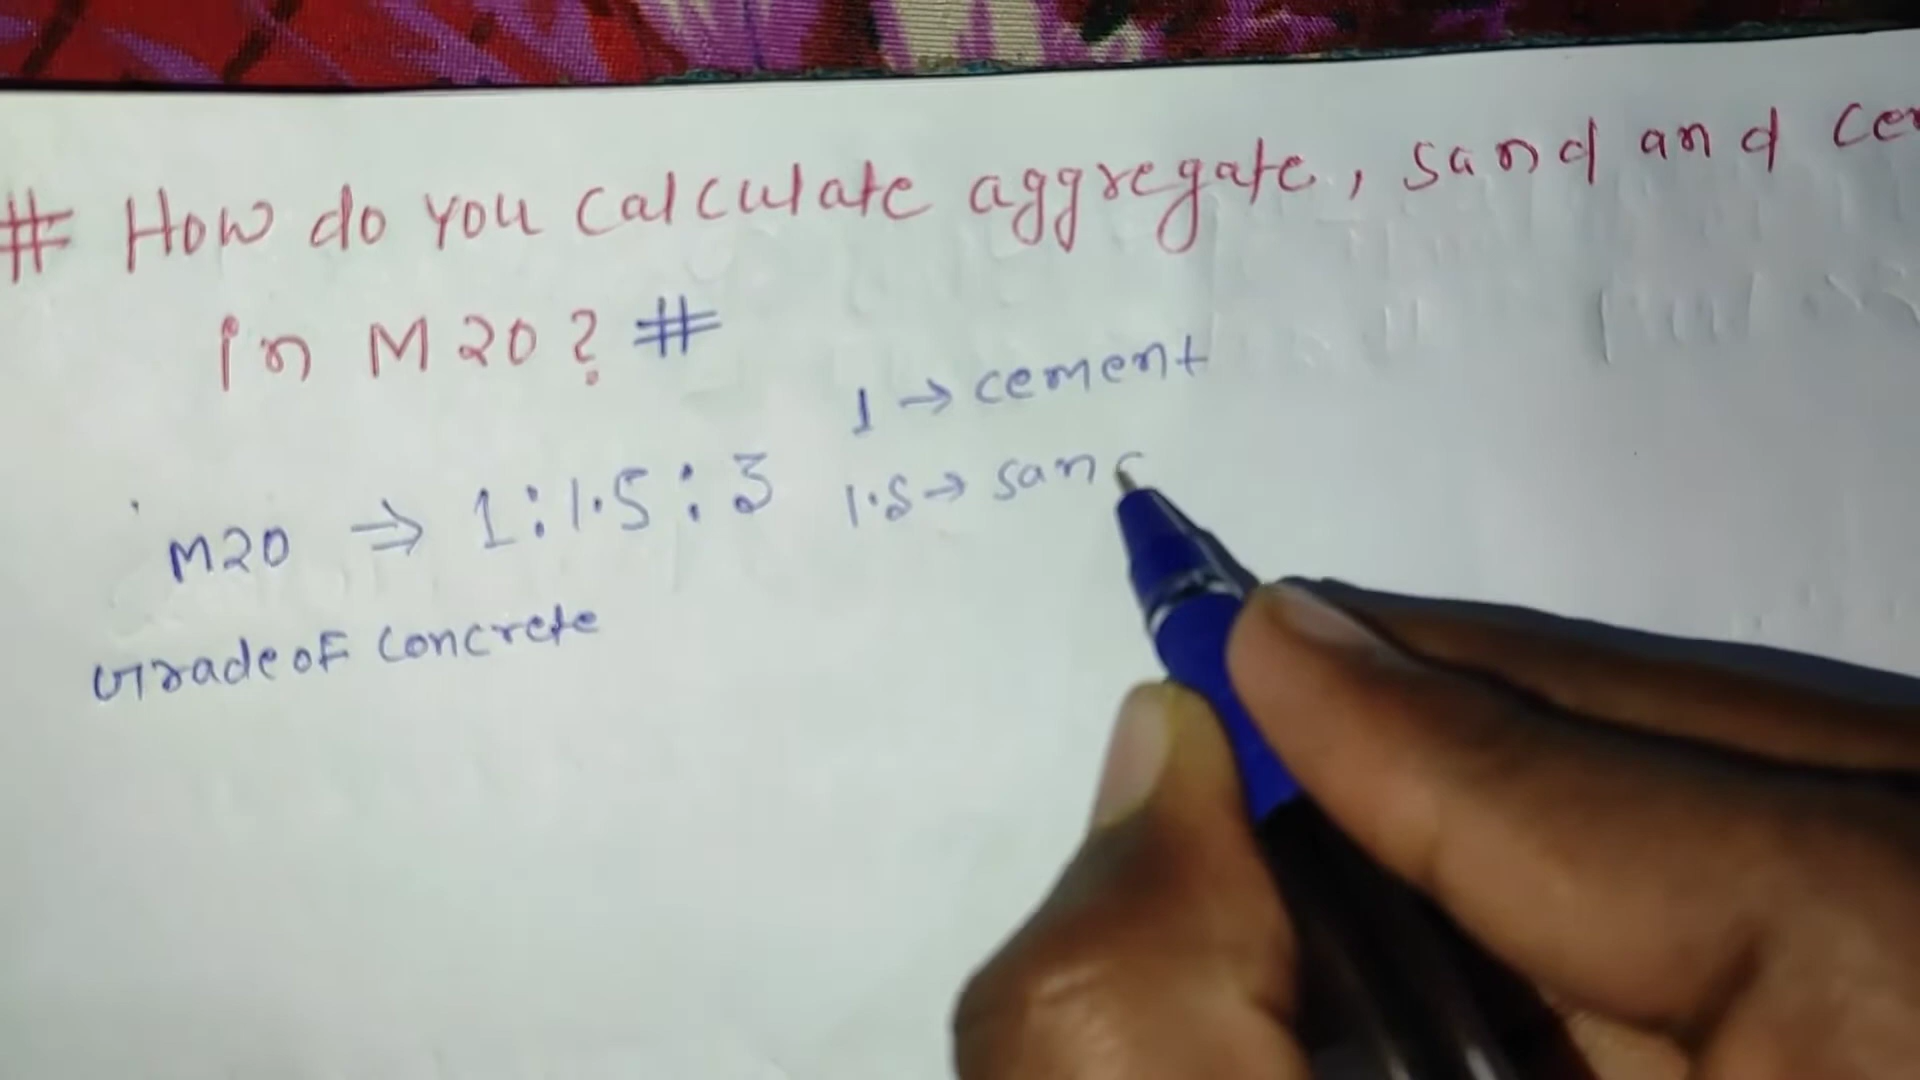 # How do you calculate aggregate, sand and
in M20? #
1 → cement
M20 ⇒ 1:1.5:3
1.5 → san
Grade of concrete